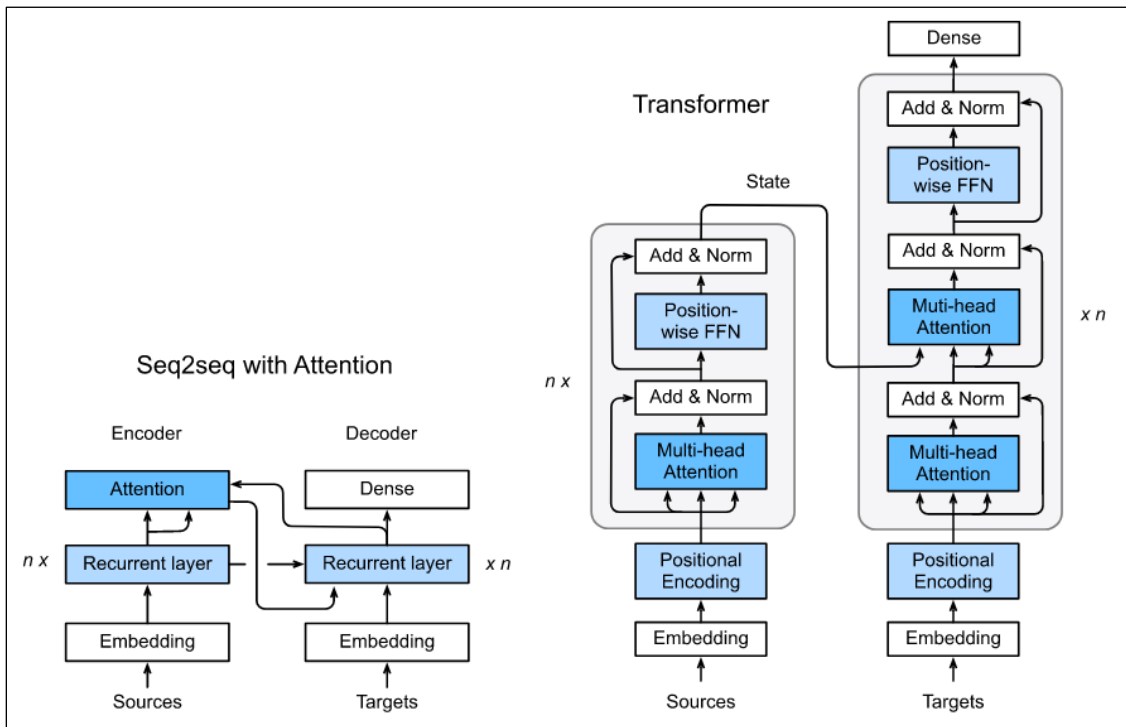 Seq2seq with Attention
Encoder
Decoder
Attention
Dense
n x
Recurrent layer
Recurrent layer
x n
Embedding
Embedding
Sources
Targets
Transformer
State
n x
Add & Norm
Position-
wise FFN
Add & Norm
Multi-head
Attention
Positional
Encoding
Embedding
Sources
Dense
Add & Norm
Position-
wise FFN
Add & Norm
Muti-head
Attention
x n
Add & Norm
Multi-head
Attention
Positional
Encoding
Embedding
Targets